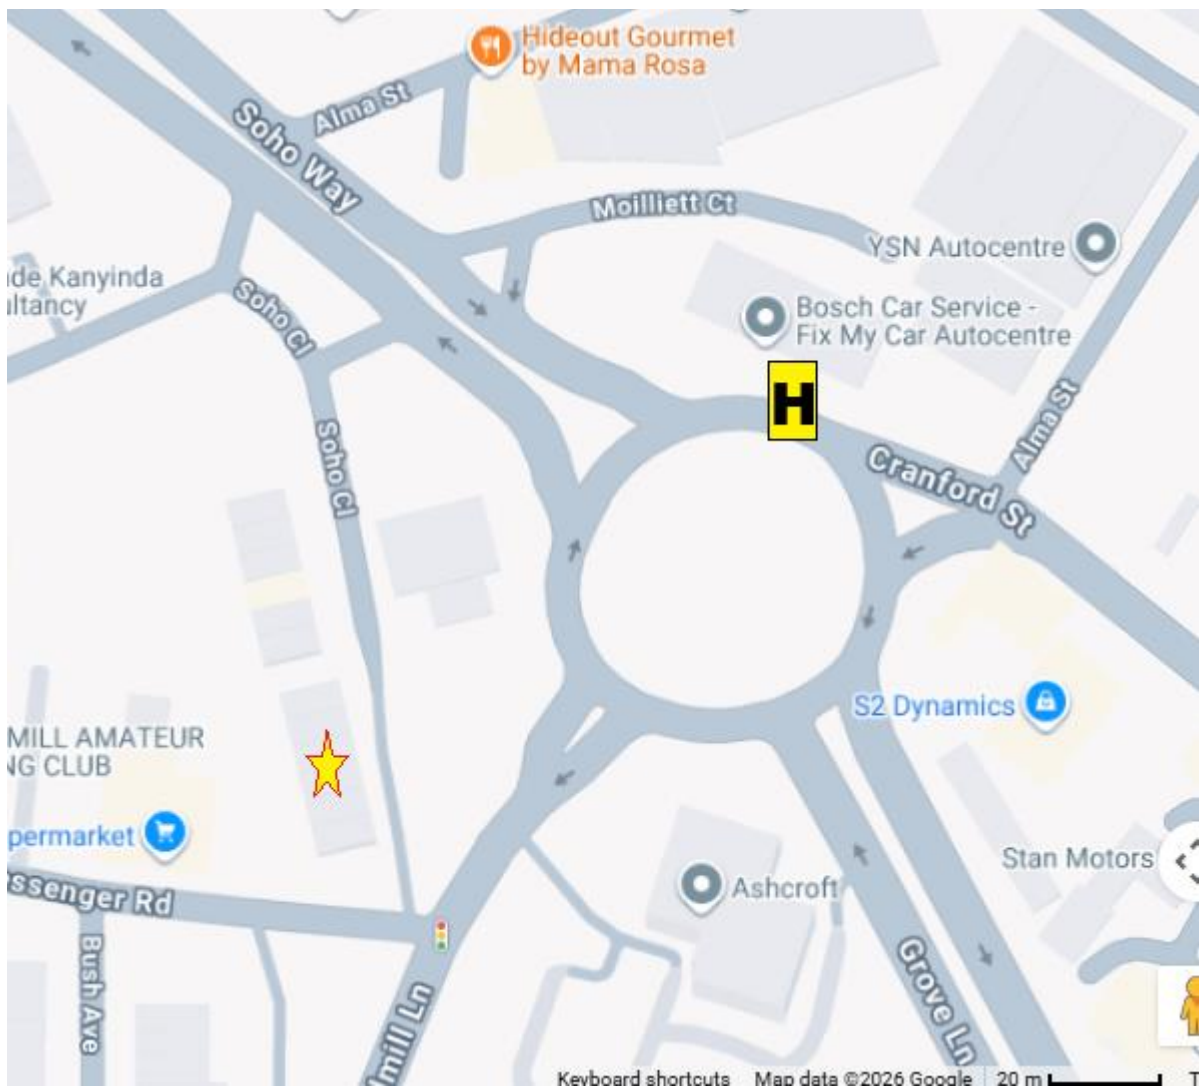 Hideout Gourmet
by Mama Rosa
Alma St
Soho Way
Moilliett Ct
YSN Autocentre
de Kanyinda
ultancy
Soho Cl
Bosch Car Service -
Fix My Car Autocentre
H
Alma St
Soho Cl
Cranford St
S2 Dynamics
MILL AMATEUR
NG CLUB
permarket
Stan Motors
Ashcroft
ssenger Rd
Bush Ave
Grove Ln
mill Ln
Keyboard shortcuts Map data ©2026 Google 20 m T